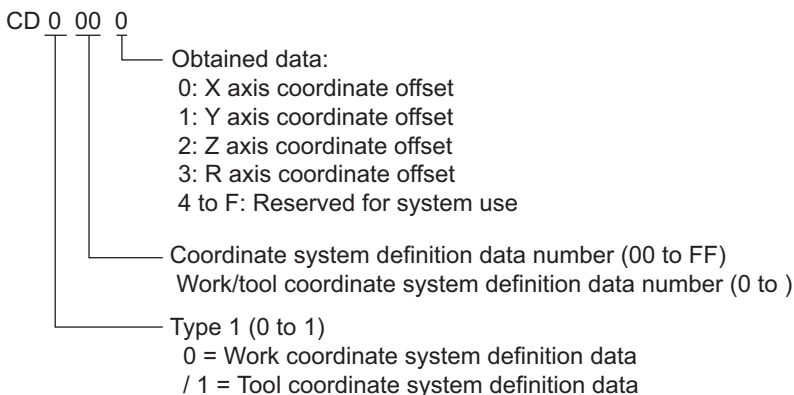 CD 0 00 0
Obtained data:
0: X axis coordinate offset
1: Y axis coordinate offset
2: Z axis coordinate offset
3: R axis coordinate offset
4 to F: Reserved for system use
Coordinate system definition data number (00 to FF)
Work/tool coordinate system definition data number (0 to )
Type 1 (0 to 1)
0 = Work coordinate system definition data
/ 1 = Tool coordinate system definition data